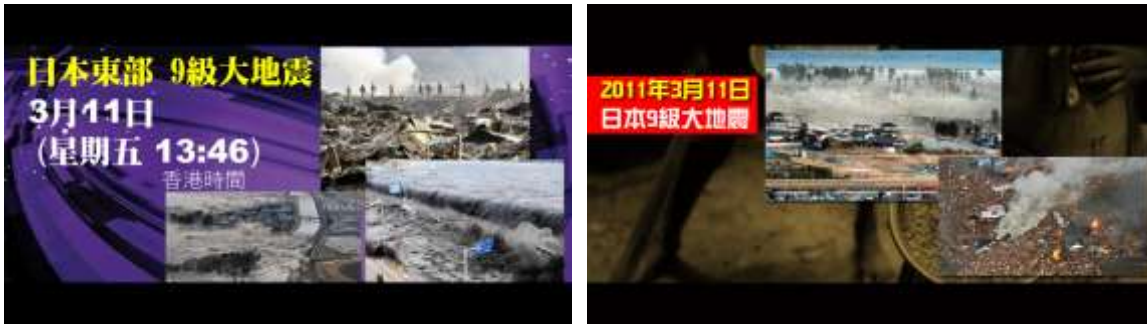 日本東部 9級大地震
3月11日
(星期五 13:46)
香港時間
2011年3月11日
日本9級大地震